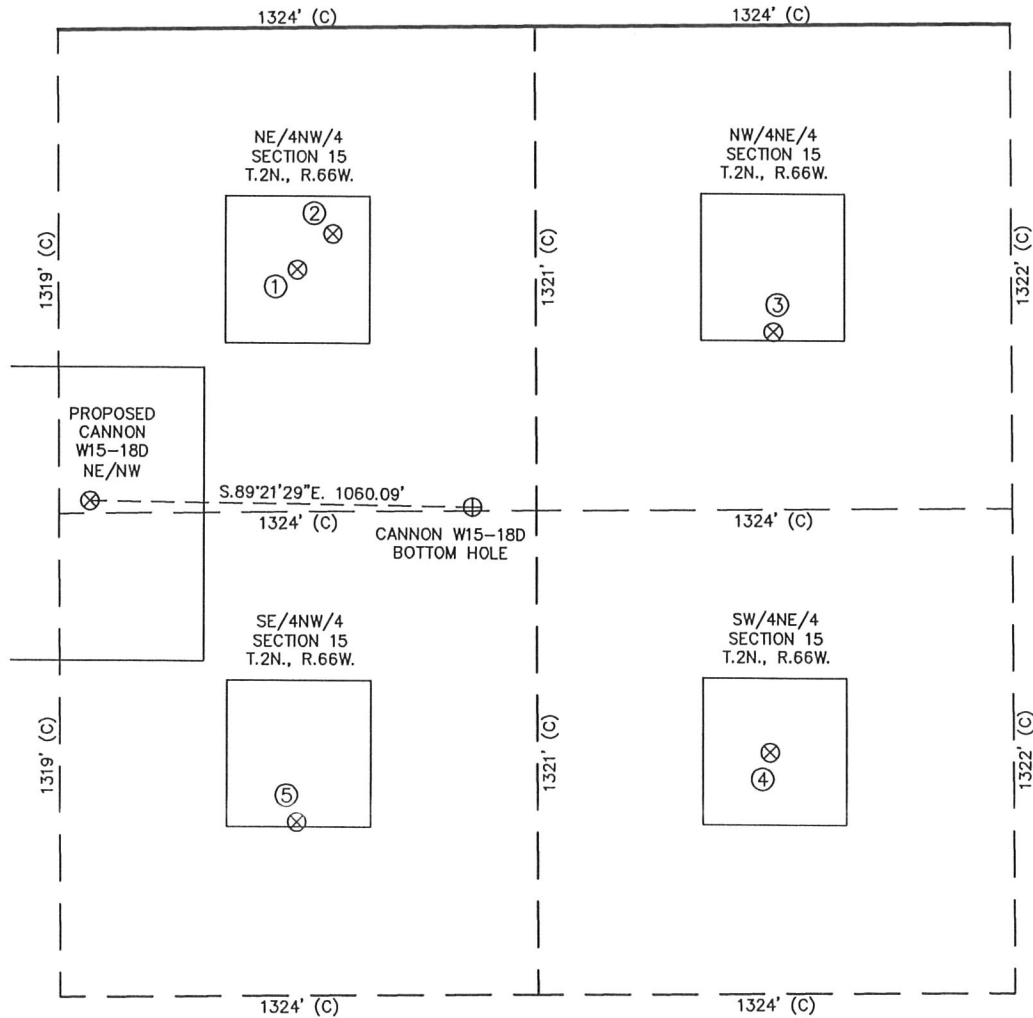 1324' (C)
1324' (C)
NE/4NW/4
SECTION 15
T.2N., R.66W.
NW/4NE/4
SECTION 15
T.2N., R.66W.
1319' (C)
2
1
1321' (C)
3
1322' (C)
PROPOSED
CANNON
W15-18D
NE/NW
S.89°21'29"E. 1060.09'
1324' (C)
CANNON W15-18D
BOTTOM HOLE
1324' (C)
SE/4NW/4
SECTION 15
T.2N., R.66W.
SW/4NE/4
SECTION 15
T.2N., R.66W.
1319' (C)
5
1321' (C)
4
1322' (C)
1324' (C)
1324' (C)